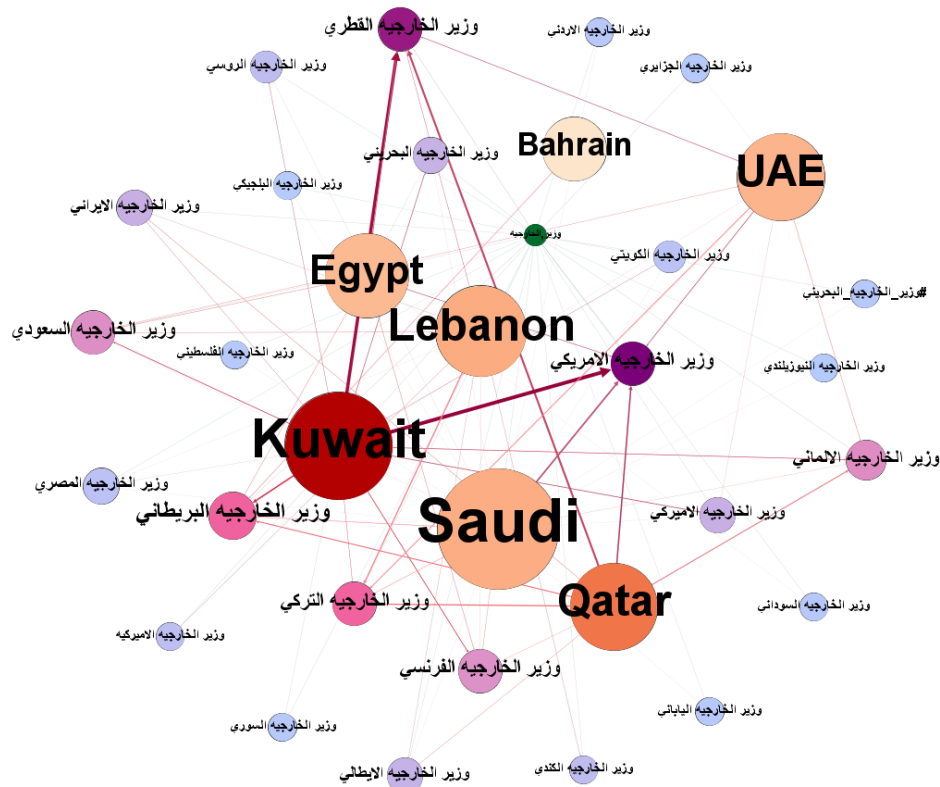 وزير الخارجيه القطري
وزير الخارجيه الاردني
وزير الخارجيه الروسي
وزير الخارجيه الجزايري
Bahrain
وزير الخارجيه البحريني
UAE
وزير الخارجيه البلجيكي
وزير الخارجيه الايراني
وزير الخارجيه الكويتي
Egypt
#وزير_الخارجيه_البحريني
Lebanon
وزير الخارجيه السعودي
وزير الخارجيه الفلسطيني
وزير الخارجيه الامريكي
وزير الخارجيه النيوزيلندي
Kuwait
وزير الخارجيه الالماني
وزير الخارجيه المصري
وزير الخارجيه البريطاني
Saudi
وزير الخارجيه الاميركي
Qatar
وزير الخارجيه التركي
وزير الخارجيه السوداني
وزير الخارجيه الاميركيه
وزير الخارجيه الفرنسي
وزير الخارجيه الياباني
وزير الخارجيه السوري
وزير الخارجيه الايطالي
وزير الخارجيه الكندي